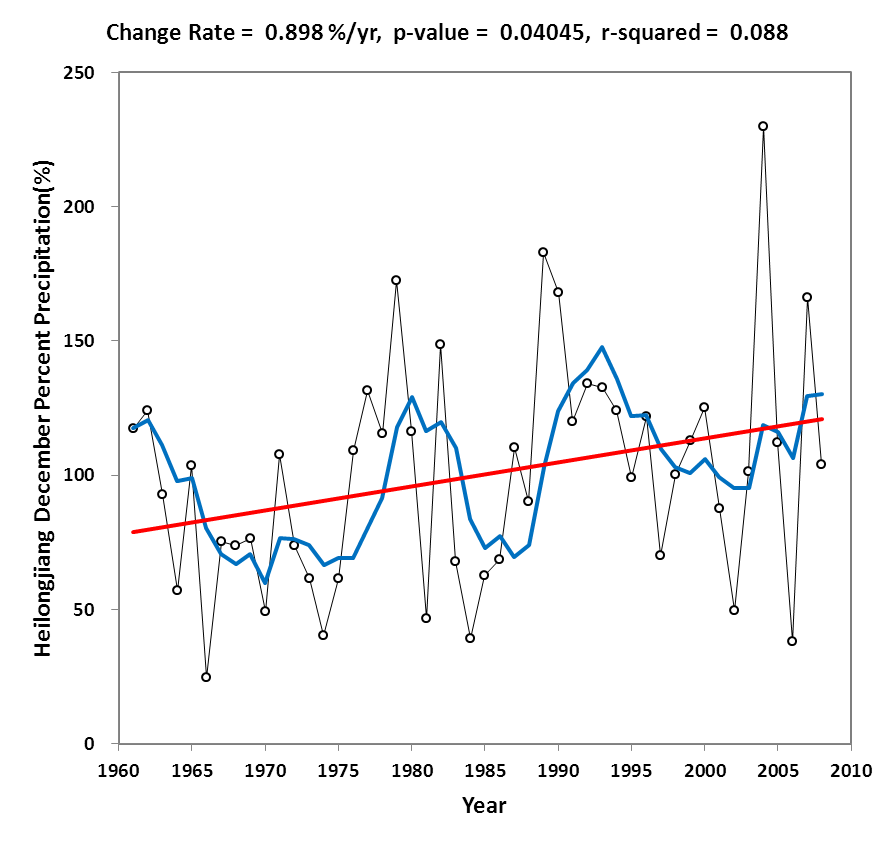 Change Rate = 0.898 %/yr, p-value = 0.04045, r-squared = 0.088
Heilongjiang December Percent Precipitation(%)
250
200
150
100
50
0
1960 1965 1970 1975 1980 1985 1990 1995 2000 2005 2010
Year